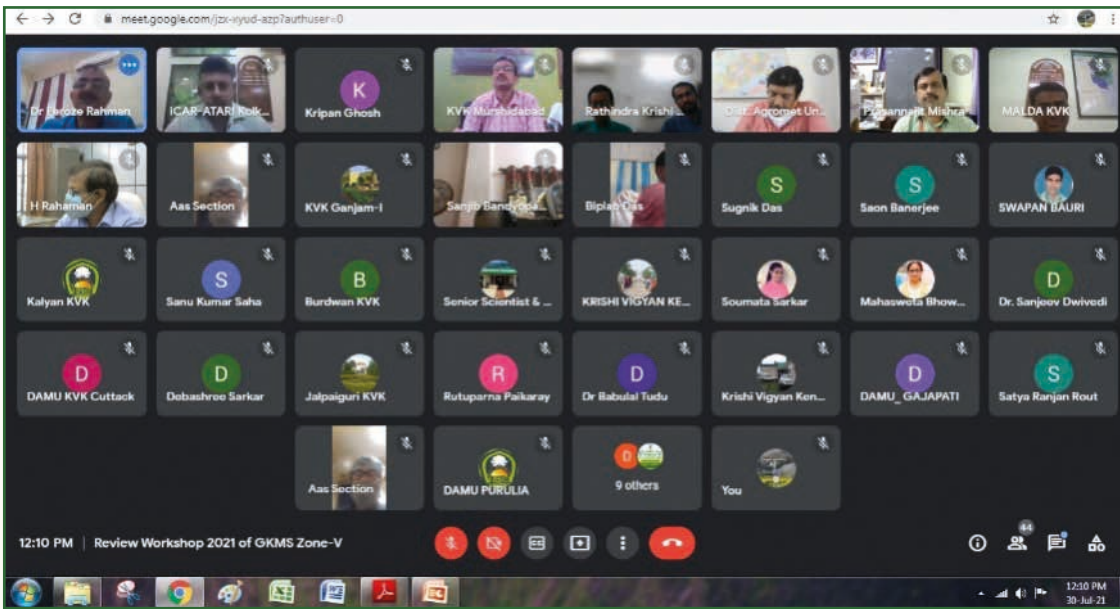 meet.google.com/jzx-xyud-azp?authuser=0
Dr Feroze Rahman
ICAR-ATARI Kolk...
K
Kripan Ghosh
KVK Murshidabad
Rathindra Krishi ...
Dist. Agromet Un...
Prasannajit Mishra
MALDA KVK
H Rahaman
Aas Section
KVK Ganjam-I
Sanjib Bandyopa...
Biplab Das
S
Sugnik Das
S
Saon Banerjee
SWAPAN BAURI
Kalyan KVK
S
Sanu Kumar Saha
B
Burdwan KVK
Senior Scientist & ...
KRISHI VIGYAN KE...
Soumata Sarkar
Mahasweta Bhow...
D
Dr. Sanjeev Dwivedi
D
DAMU KVK Cuttack
D
Debashree Sarkar
Jalpaiguri KVK
R
Rutuparna Paikaray
D
Dr Babulal Tudu
Krishi Vigyan Ken...
D
DAMU_ GAJAPATI
S
Satya Ranjan Rout
Aas Section
DAMU PURULIA
D
9 others
You
12:10 PM | Review Workshop 2021 of GKMS Zone-V
44
12:10 PM
30-Jul-21